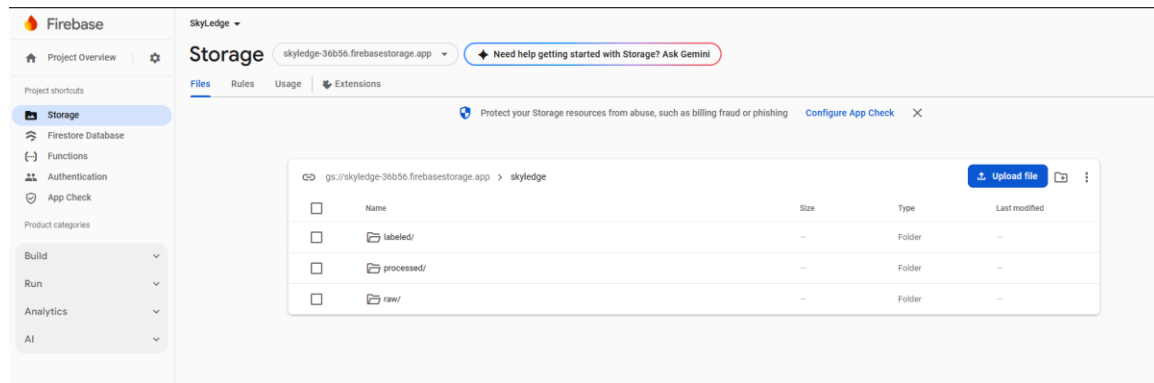 Firebase
Project Overview
Project shortcuts
Storage
Firestore Database
Functions
Authentication
App Check
Product categories
Build
Run
Analytics
AI
SkyLedge
Storage skyledge-36b56.firebasestorage.app Need help getting started with Storage? Ask Gemini
Files Rules Usage Extensions
Protect your Storage resources from abuse, such as billing fraud or phishing Configure App Check
gs://skyledge-36b56.firebasestorage.app > skyledge Upload file
Name Size Type Last modified
labeled/ — Folder —
processed/ — Folder —
raw/ — Folder —